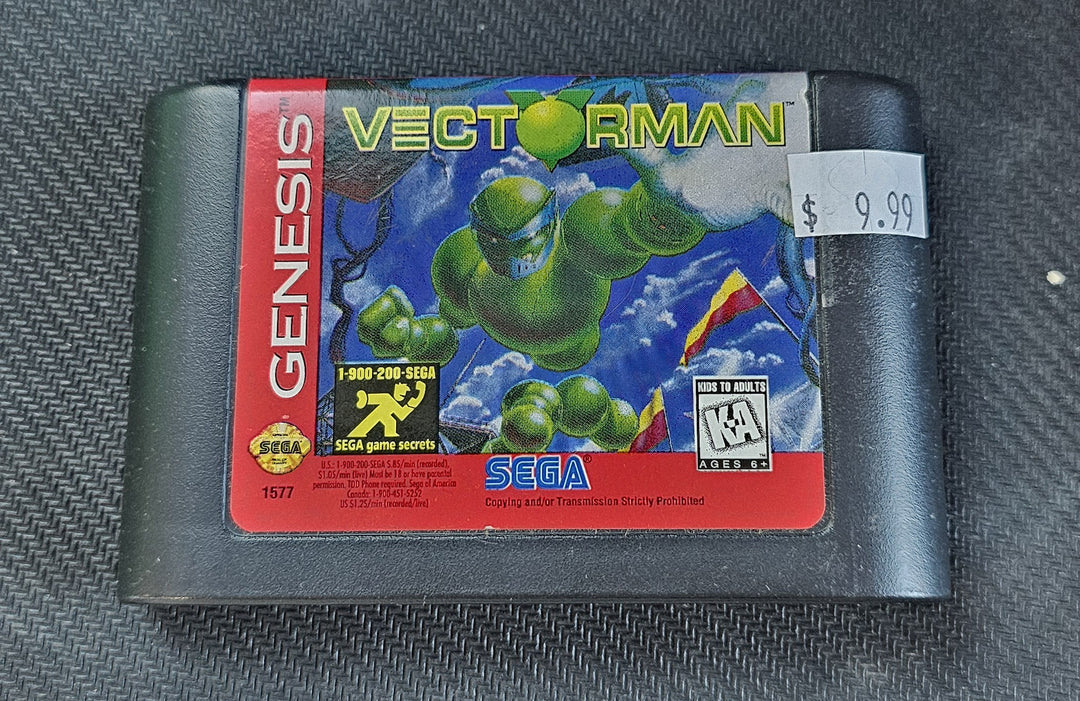 GENESIS™
VECTORMAN™
$ 9.99
1-900-200-SEGA
SEGA game secrets
KIDS TO ADULTS
KA
AGES 6+
SEGA
1577
U.S.: 1-900-200-SEGA $.85/min (recorded),
$1.05/min (live) Must be 18 or have parental
permission, TDD Phone required. Sega of America
Canada: 1-900-451-5252
US $1.25/min (recorded/live)
SEGA®
Copying and/or Transmission Strictly Prohibited